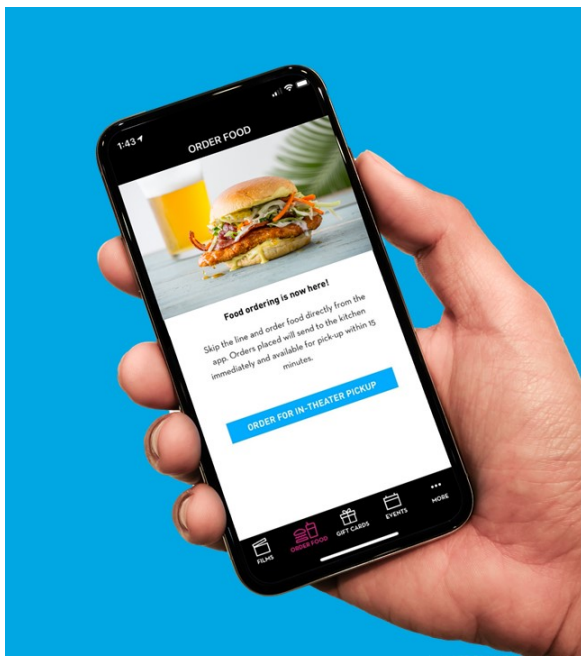 1:43
ORDER FOOD
Food ordering is now here!
Skip the line and order food directly from the
app. Orders placed will send to the kitchen
immediately and available for pick-up within 15
minutes.
ORDER FOR IN-THEATER PICKUP
FILMS
ORDER FOOD
GIFT CARDS
EVENTS
MORE